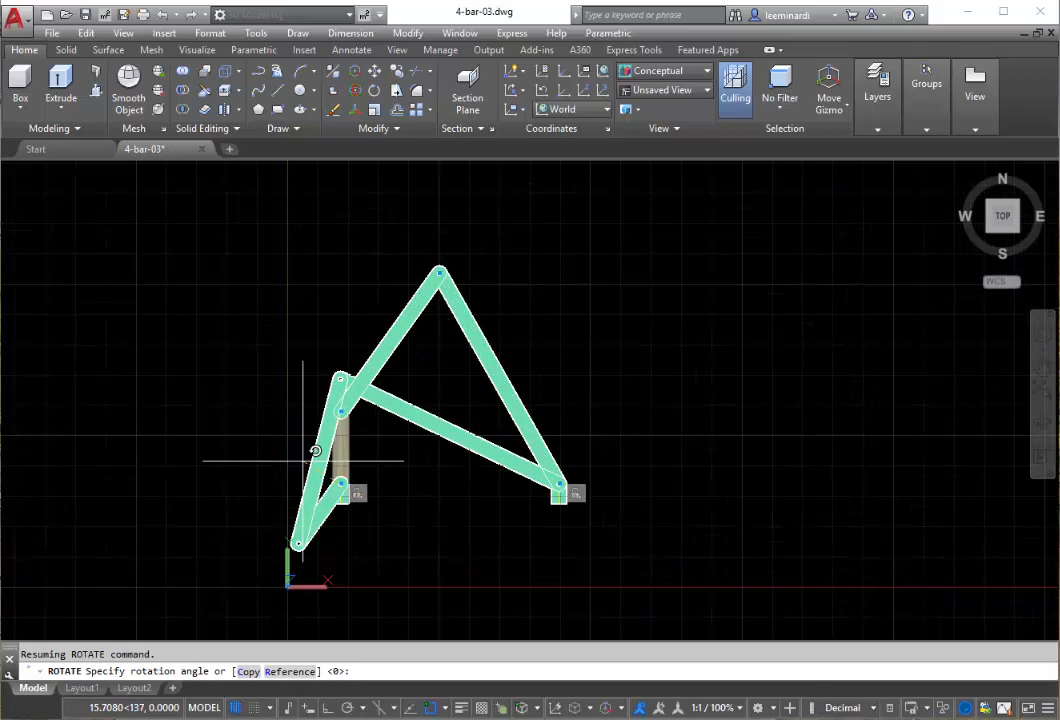 4-bar-03.dwg Type a keyword or phrase leeminardi
File Edit View Insert Format Tools Draw Dimension Modify Window Express Help Parametric
Home Solid Surface Mesh Visualize Parametric Insert Annotate View Manage Output Add-ins A360 Express Tools Featured Apps
Box Extrude Smooth Object Section Plane Conceptual Unsaved View World Culling No Filter Move Gizmo Layers Groups View
Modeling Mesh Solid Editing Draw Modify Section Coordinates View Selection
Start 4-bar-03* +
N
W TOP E
S
WCS
X
Resuming ROTATE command.
ROTATE Specify rotation angle or [Copy Reference] <0>:
Model Layout1 Layout2 +
15.7080<137, 0.0000 MODEL 1:1 / 100% Decimal